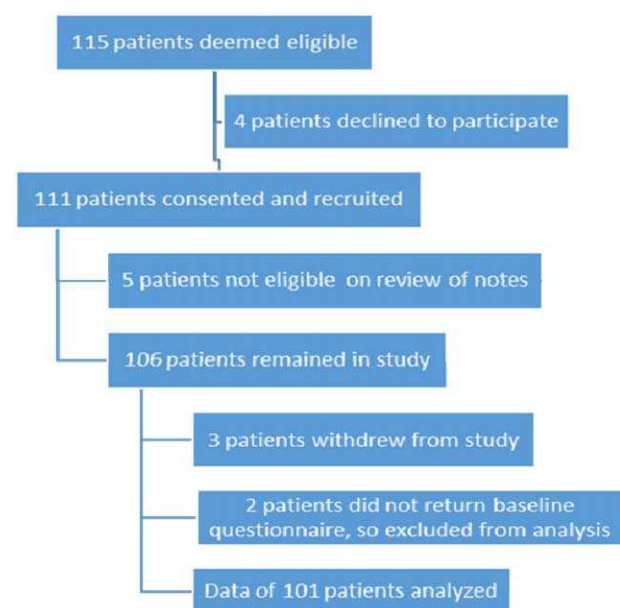 115 patients deemed eligible
4 patients declined to participate
111 patients consented and recruited
5 patients not eligible on review of notes
106 patients remained in study
3 patients withdrew from study
2 patients did not return baseline
questionnaire, so excluded from analysis
Data of 101 patients analyzed